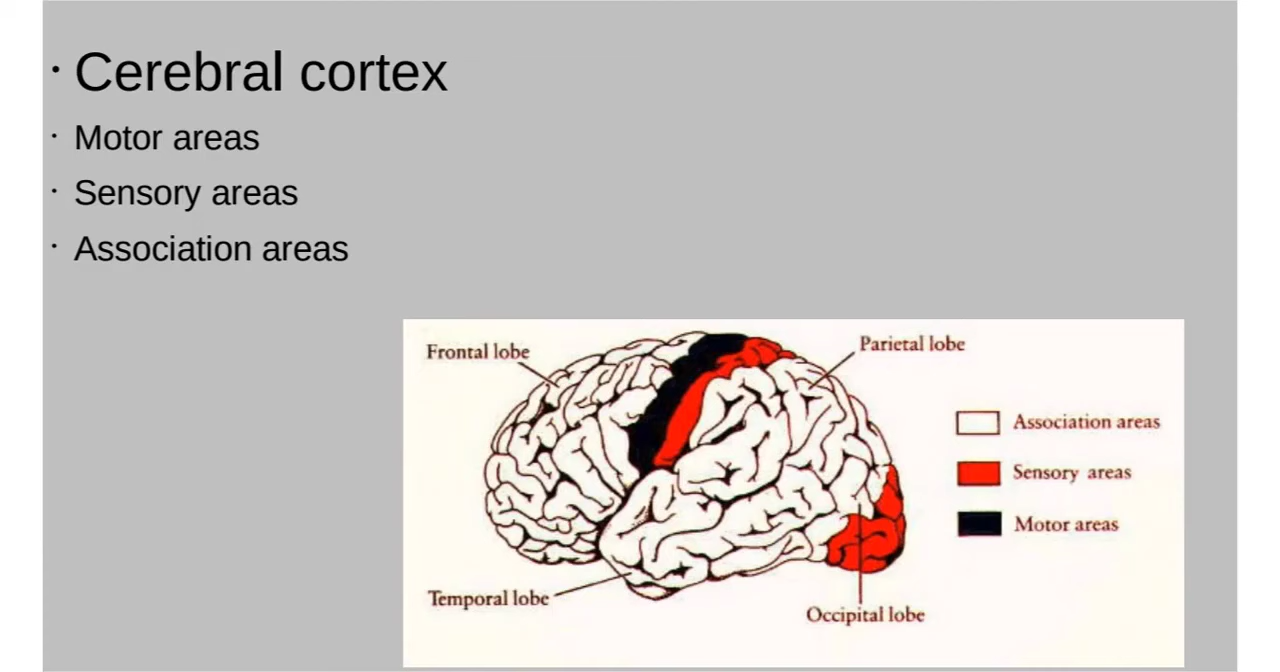 · Cerebral cortex
· Motor areas
· Sensory areas
· Association areas
Frontal lobe
Parietal lobe
Association areas
Sensory areas
Motor areas
Temporal lobe
Occipital lobe